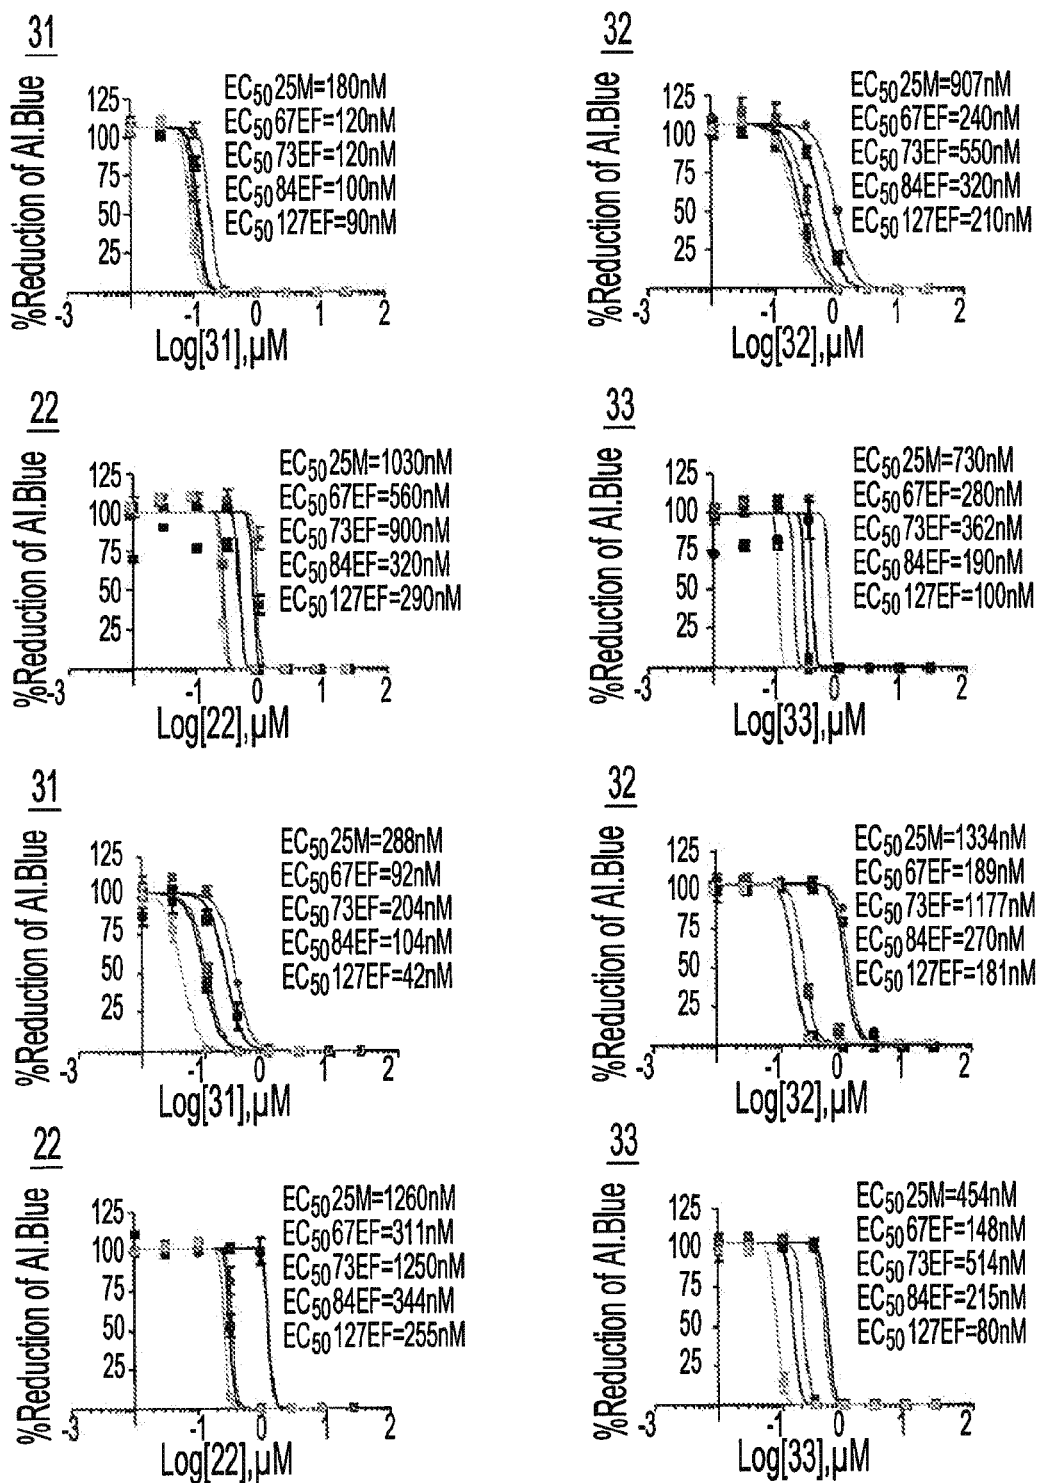 31
%Reduction of Al.Blue
125
100
75
50
25
-3
-1
0
1
2
Log[31],µM
EC50 25M=180nM
EC50 67EF=120nM
EC50 73EF=120nM
EC50 84EF=100nM
EC50 127EF=90nM
32
%Reduction of Al.Blue
125
100
75
50
25
-3
-1
0
1
2
Log[32],µM
EC50 25M=907nM
EC50 67EF=240nM
EC50 73EF=550nM
EC50 84EF=320nM
EC50 127EF=210nM
22
%Reduction of Al.Blue
125
100
75
50
25
-3
-1
0
1
2
Log[22],µM
EC50 25M=1030nM
EC50 67EF=560nM
EC50 73EF=900nM
EC50 84EF=320nM
EC50 127EF=290nM
33
%Reduction of Al.Blue
125
100
75
50
25
-3
-1
0
1
2
Log[33],µM
EC50 25M=730nM
EC50 67EF=280nM
EC50 73EF=362nM
EC50 84EF=190nM
EC50 127EF=100nM
31
%Reduction of Al.Blue
125
100
75
50
25
-3
-1
0
1
2
Log[31],µM
EC50 25M=288nM
EC50 67EF=92nM
EC50 73EF=204nM
EC50 84EF=104nM
EC50 127EF=42nM
32
%Reduction of Al.Blue
125
100
75
50
25
-3
-1
0
1
2
Log[32],µM
EC50 25M=1334nM
EC50 67EF=189nM
EC50 73EF=1177nM
EC50 84EF=270nM
EC50 127EF=181nM
22
%Reduction of Al.Blue
125
100
75
50
25
-3
-1
0
1
2
Log[22],µM
EC50 25M=1260nM
EC50 67EF=311nM
EC50 73EF=1250nM
EC50 84EF=344nM
EC50 127EF=255nM
33
%Reduction of Al.Blue
125
100
75
50
25
-3
-1
0
1
2
Log[33],µM
EC50 25M=454nM
EC50 67EF=148nM
EC50 73EF=514nM
EC50 84EF=215nM
EC50 127EF=80nM